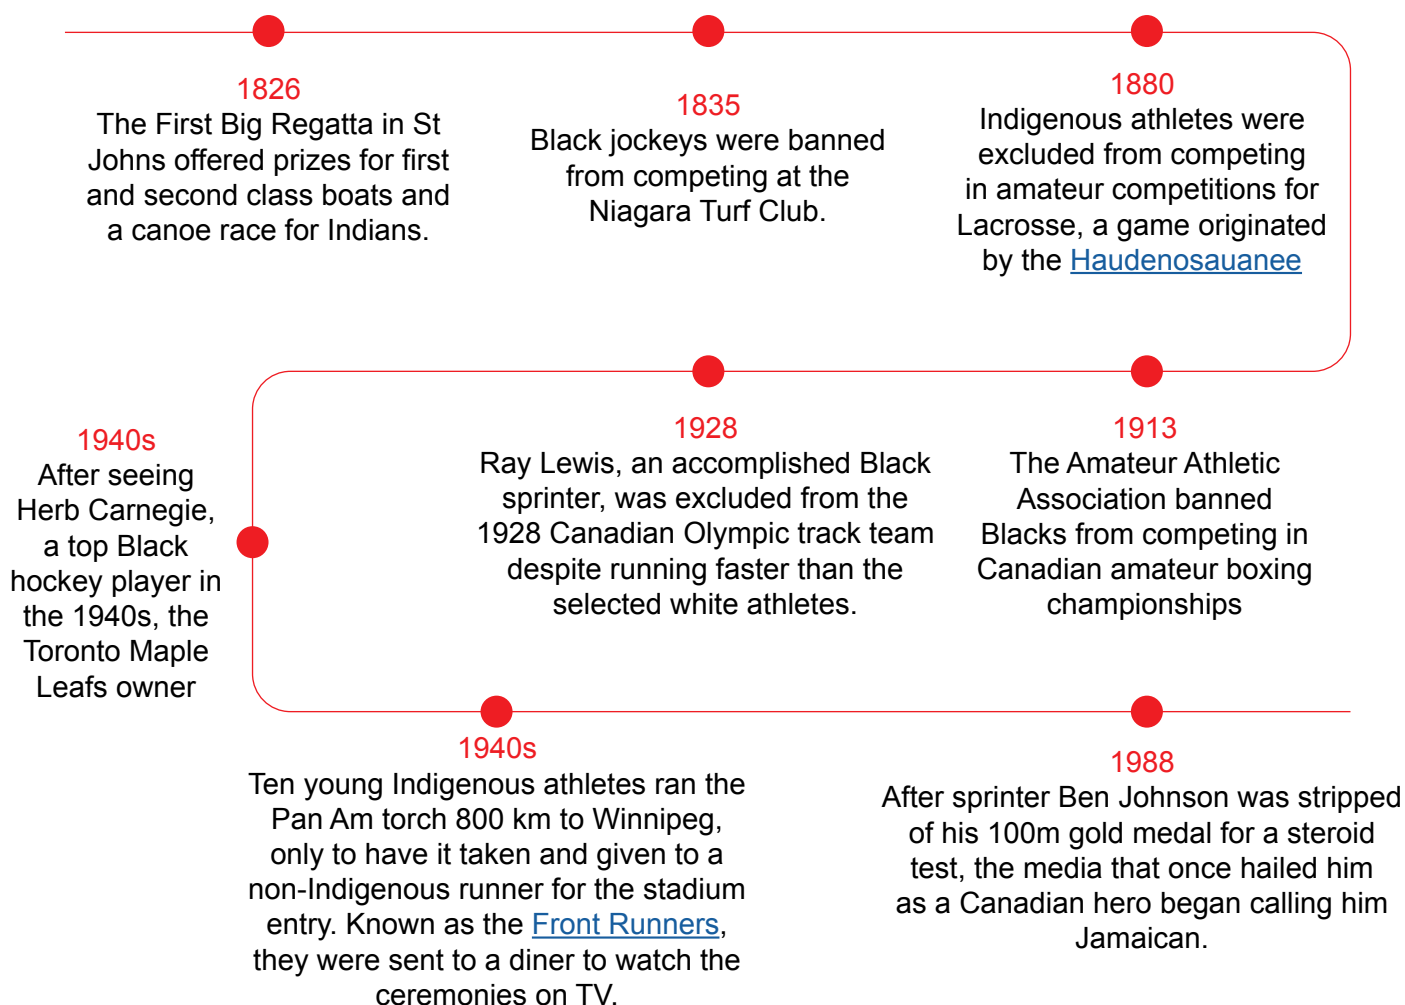 1826
The First Big Regatta in St
Johns offered prizes for first
and second class boats and
a canoe race for Indians.
1835
Black jockeys were banned
from competing at the
Niagara Turf Club.
1880
Indigenous athletes were
excluded from competing
in amateur competitions for
Lacrosse, a game originated
by the Haudenosauanee
1913
The Amateur Athletic
Association banned
Blacks from competing in
Canadian amateur boxing
championships
1928
Ray Lewis, an accomplished Black
sprinter, was excluded from the
1928 Canadian Olympic track team
despite running faster than the
selected white athletes.
1940s
After seeing
Herb Carnegie,
a top Black
hockey player in
the 1940s, the
Toronto Maple
Leafs owner
1940s
Ten young Indigenous athletes ran the
Pan Am torch 800 km to Winnipeg,
only to have it taken and given to a
non-Indigenous runner for the stadium
entry. Known as the Front Runners,
they were sent to a diner to watch the
ceremonies on TV.
1988
After sprinter Ben Johnson was stripped
of his 100m gold medal for a steroid
test, the media that once hailed him
as a Canadian hero began calling him
Jamaican.